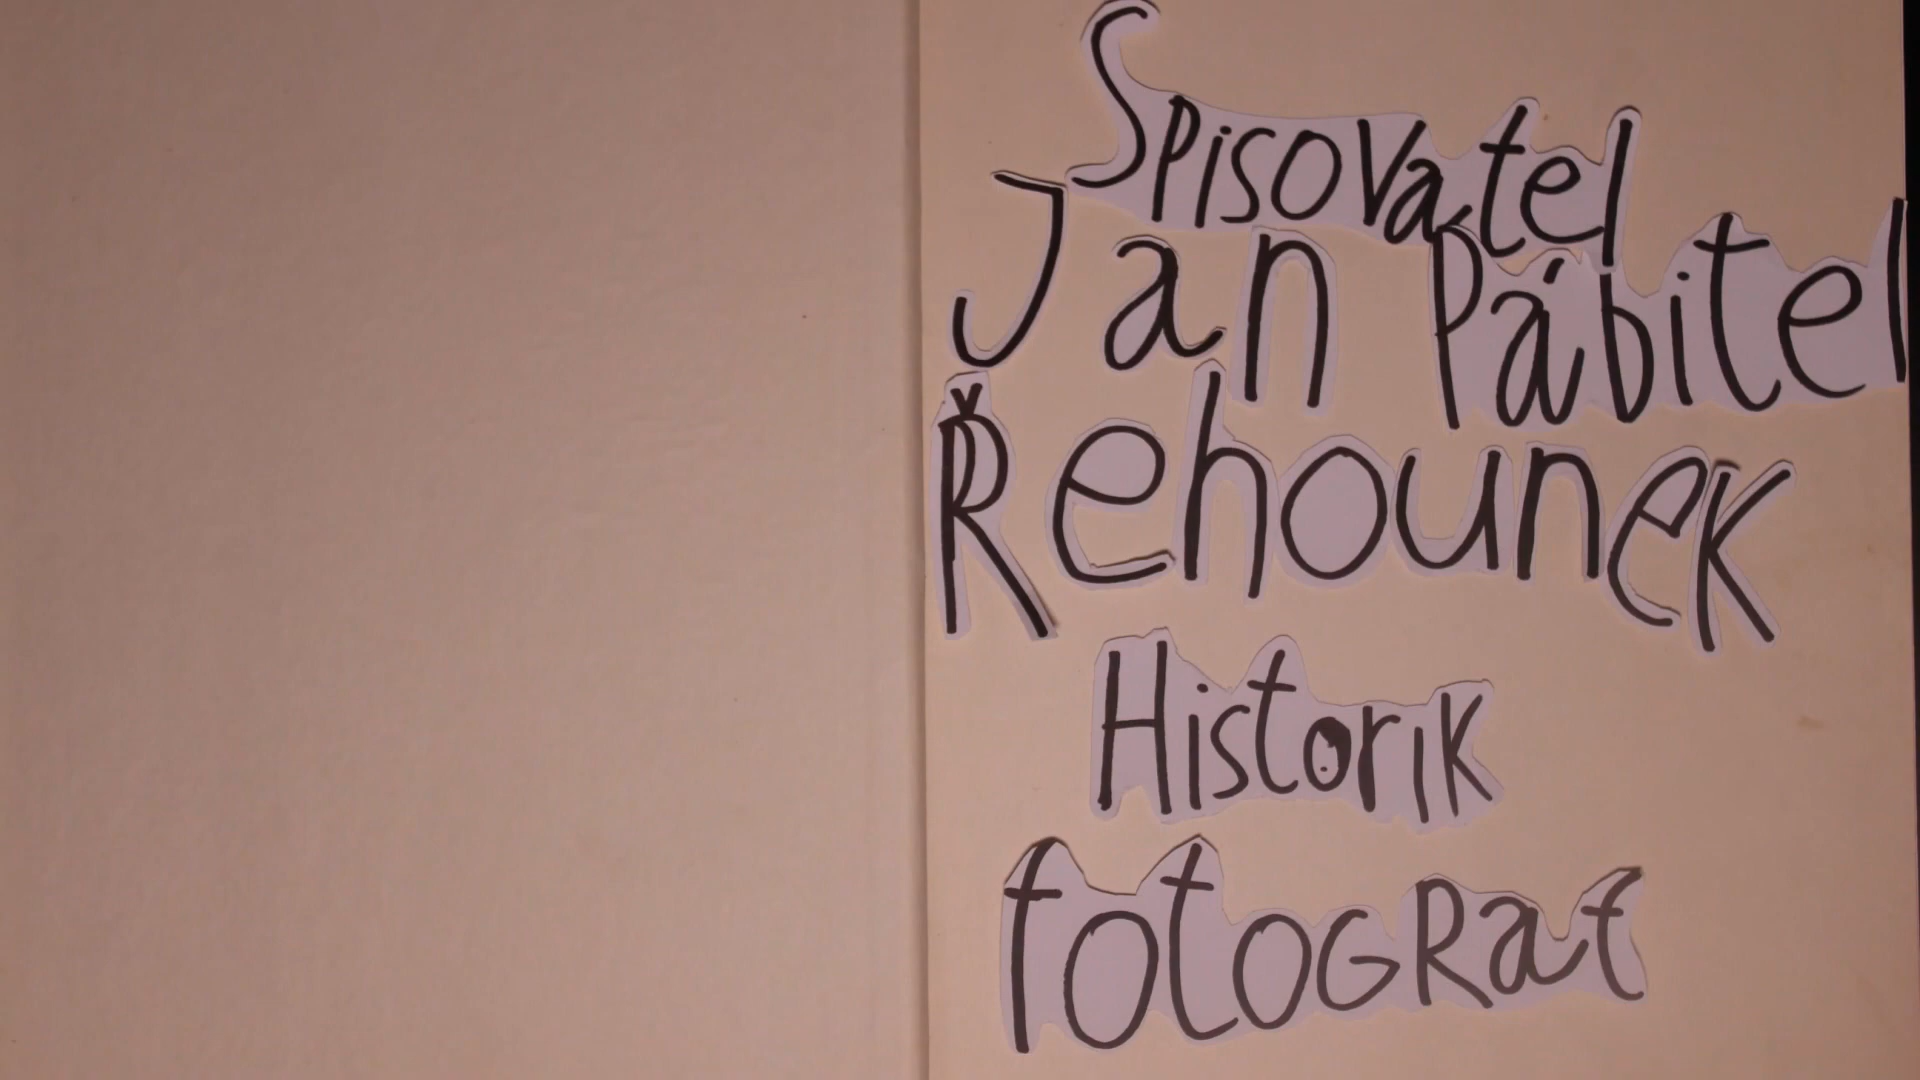 Spisovatel
Jan Pábitel
Řehounek
Historik
fotograf